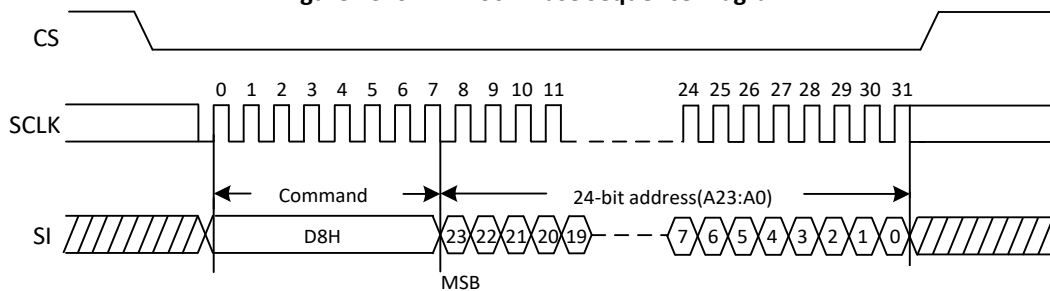 CS
0 1 2 3 4 5 6 7 8 9 10 11 24 25 26 27 28 29 30 31
SCLK
Command 24-bit address(A23:A0)
SI D8H 23 22 21 20 19 7 6 5 4 3 2 1 0
MSB